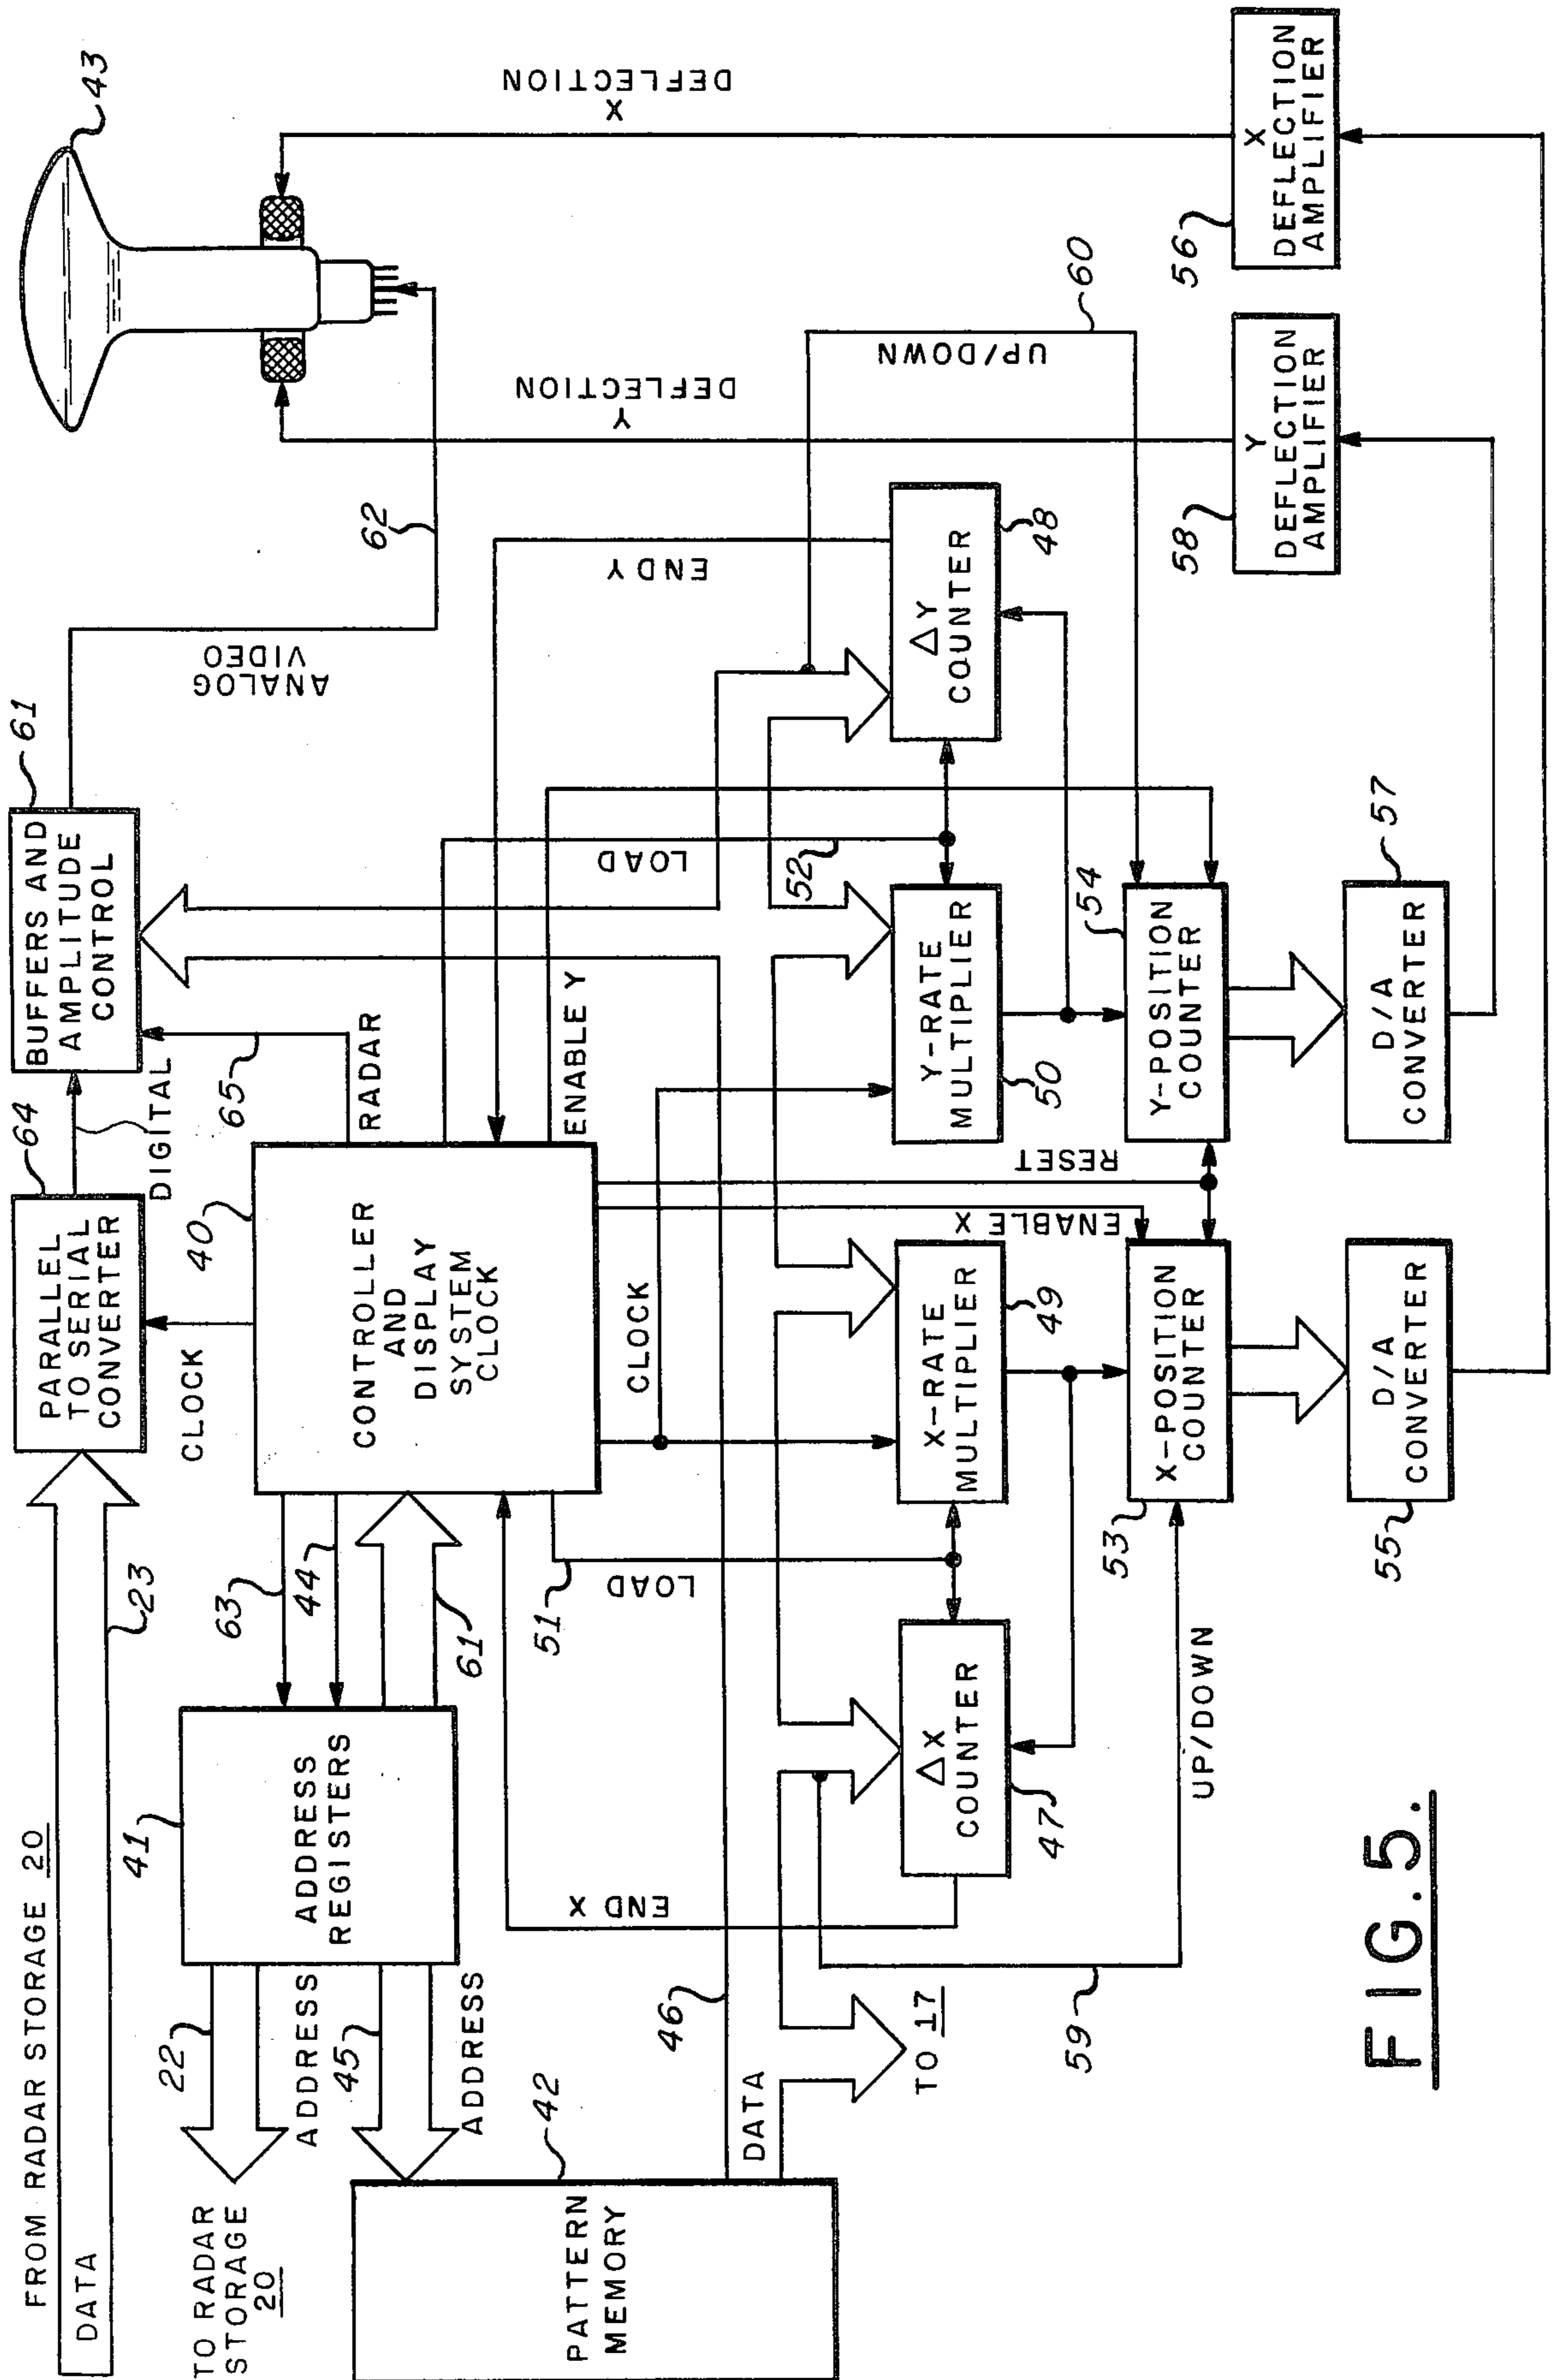 FROM RADAR STORAGE 20
DATA
23
PARALLEL
TO SERIAL
CONVERTER
64
DIGITAL
BUFFERS AND
AMPLITUDE
CONTROL
61
ANALOG
VIDEO
62
43
TO RADAR
STORAGE
20
22
ADDRESS
45
ADDRESS
41
ADDRESS
REGISTERS
63
44
61
CLOCK
40
CONTROLLER
AND
DISPLAY
SYSTEM
CLOCK
65
RADAR
ENABLE Y
LOAD
52
END Y
UP/DOWN
60
Y
DEFLECTION
X
DEFLECTION
PATTERN
MEMORY
42
DATA
46
TO 17
END X
51
LOAD
CLOCK
ENABLE X
RESET
ΔX
COUNTER
47
X-RATE
MULTIPLIER
49
Y-RATE
MULTIPLIER
50
ΔY
COUNTER
48
59
UP/DOWN
53
X-POSITION
COUNTER
54
Y-POSITION
COUNTER
55
D/A
CONVERTER
57
D/A
CONVERTER
58
Y
DEFLECTION
AMPLIFIER
56
X
DEFLECTION
AMPLIFIER
FIG.5.